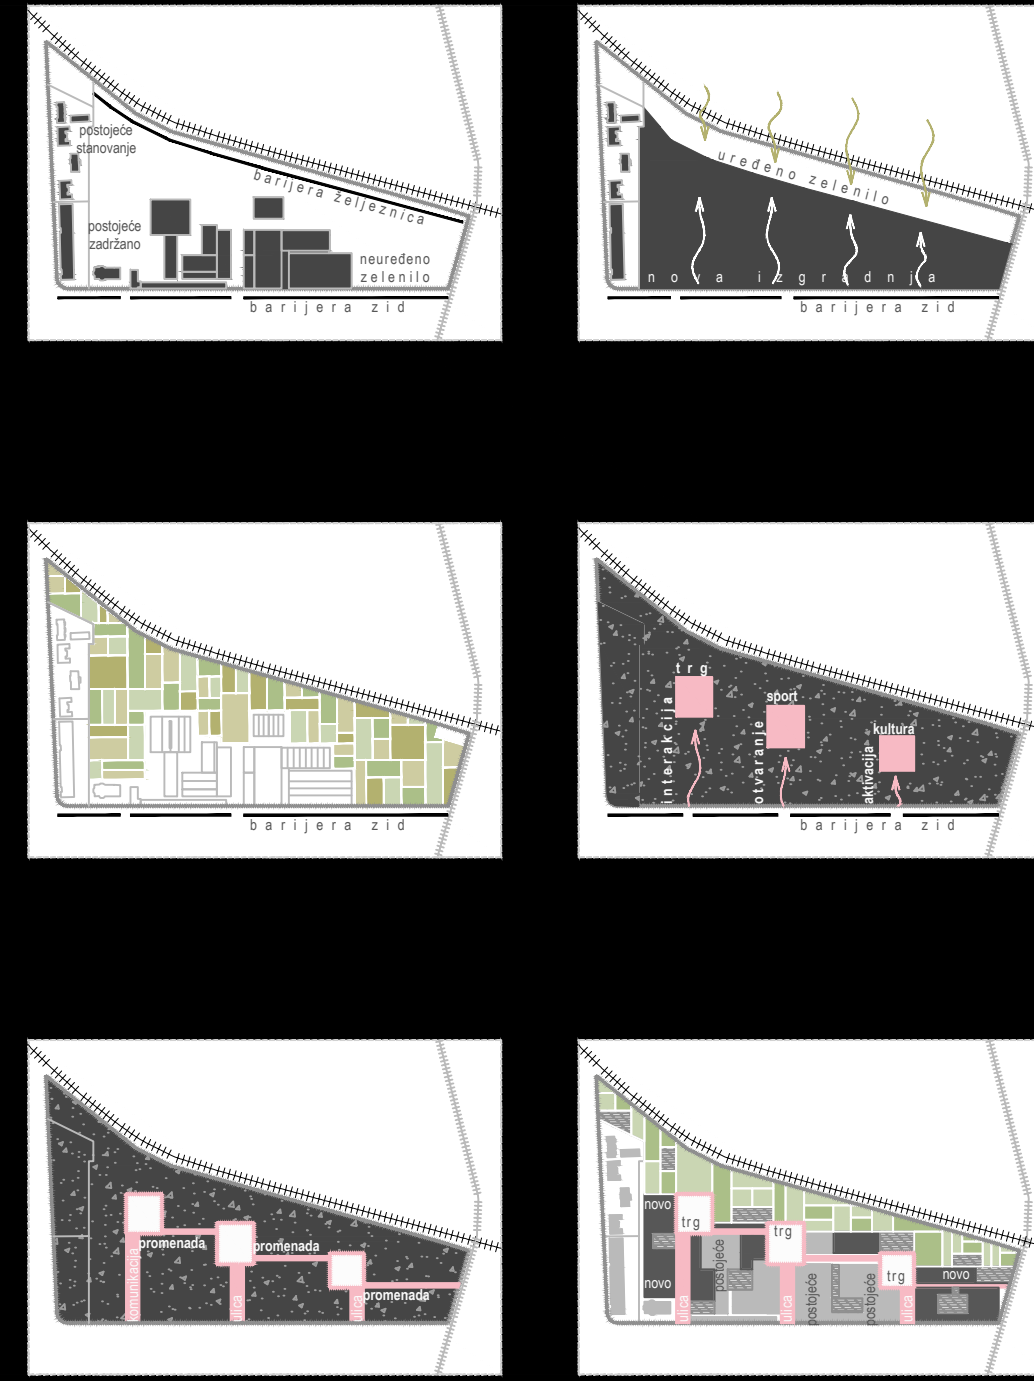 postojeće
stanovanje
barijera željeznica
postojeće
zadržano
neuređeno
zelenilo
barijera zid
uređeno zelenilo
nova izgradnja
barijera zid
barijera zid
trg
interakcija
sport
otvaranje
kultura
aktivacija
barijera zid
promenada
promenada
promenada
komunikacija
ulica
ulica
novo
trg
trg
postojeće
novo
trg
novo
postojeće
postojeće
ulica
ulica
ulica